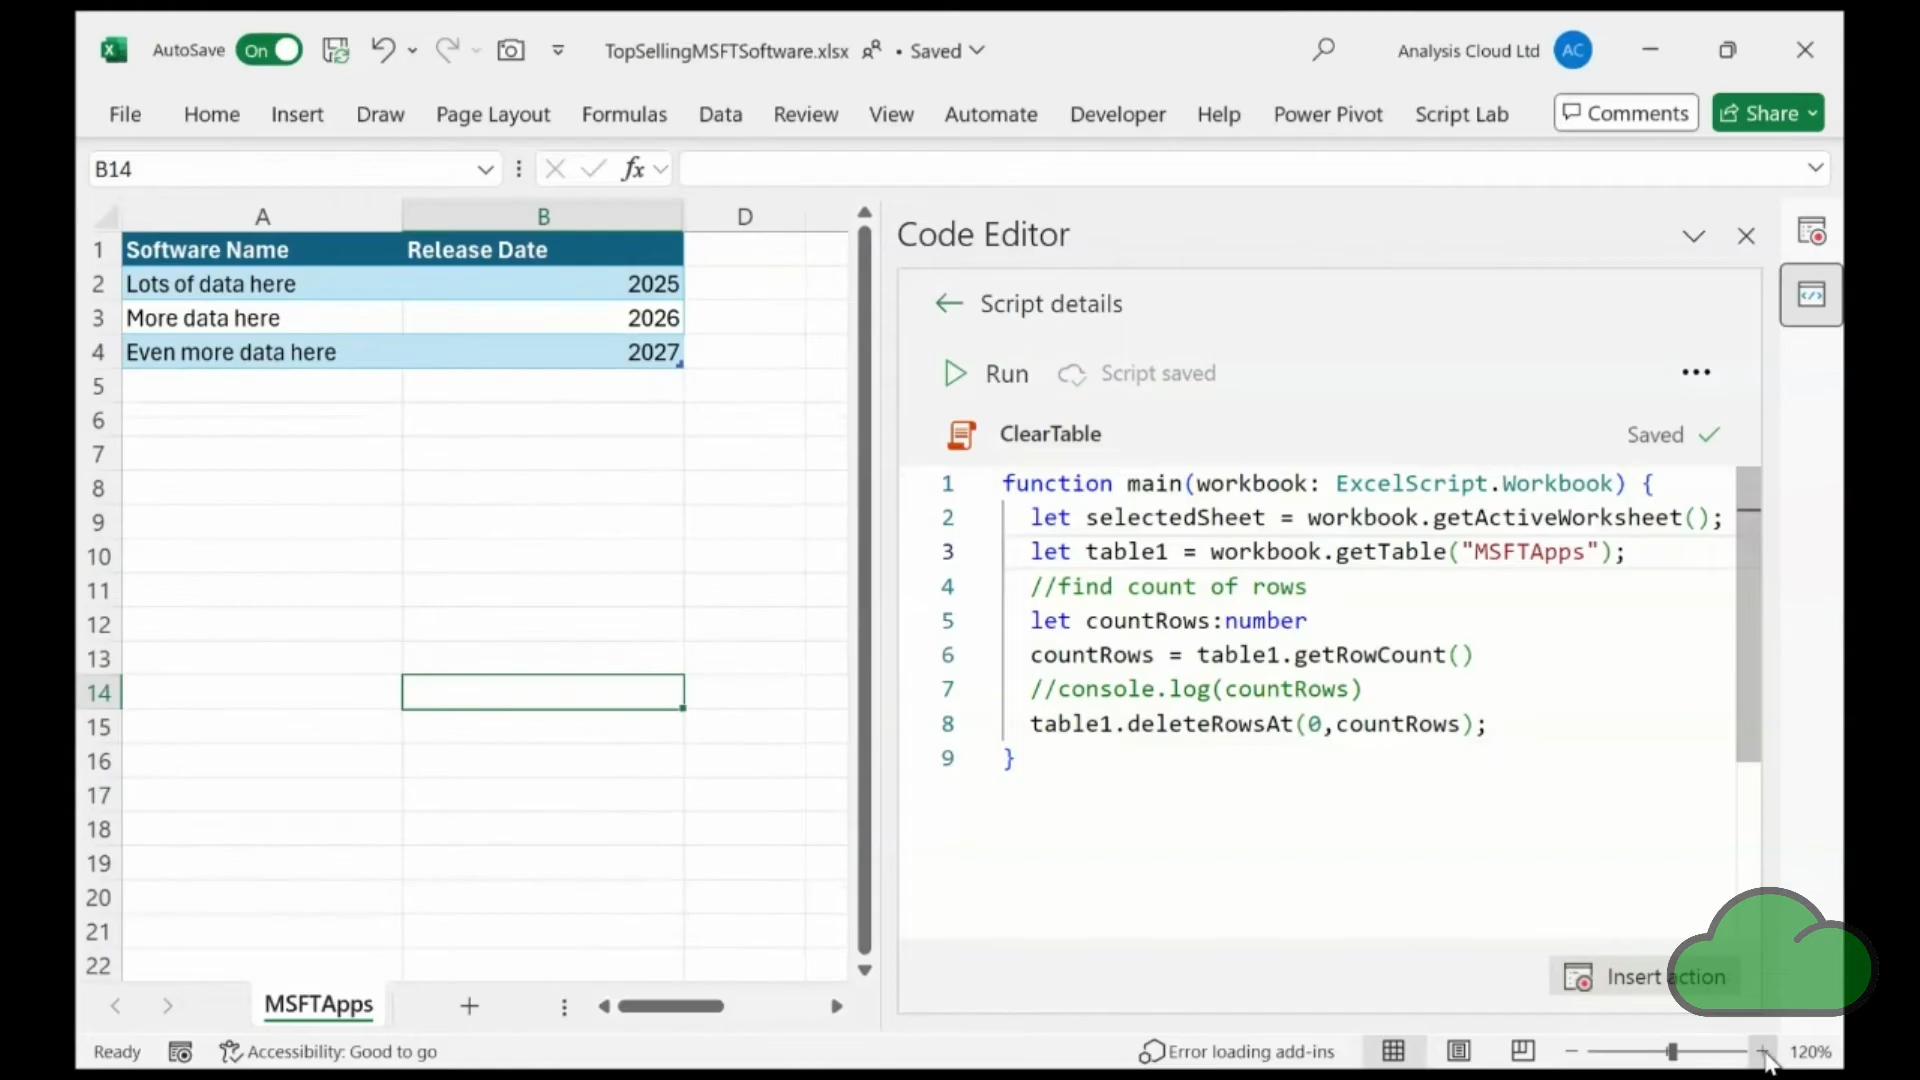 AutoSave On TopSellingMSFTSoftware.xlsx • Saved Analysis Cloud Ltd AC
File Home Insert Draw Page Layout Formulas Data Review View Automate Developer Help Power Pivot Script Lab Comments Share
B14 fx
A B D
1 Software Name Release Date
2 Lots of data here 2025
3 More data here 2026
4 Even more data here 2027
5
6
7
8
9
10
11
12
13
14
15
16
17
18
19
20
21
22
MSFTApps
Code Editor
Script details
Run Script saved
ClearTable Saved
1 function main(workbook: ExcelScript.Workbook) {
2 let selectedSheet = workbook.getActiveWorksheet();
3 let table1 = workbook.getTable("MSFTApps");
4 //find count of rows
5 let countRows:number
6 countRows = table1.getRowCount()
7 //console.log(countRows)
8 table1.deleteRowsAt(0,countRows);
9 }
Insert action
Ready Accessibility: Good to go Error loading add-ins 120%